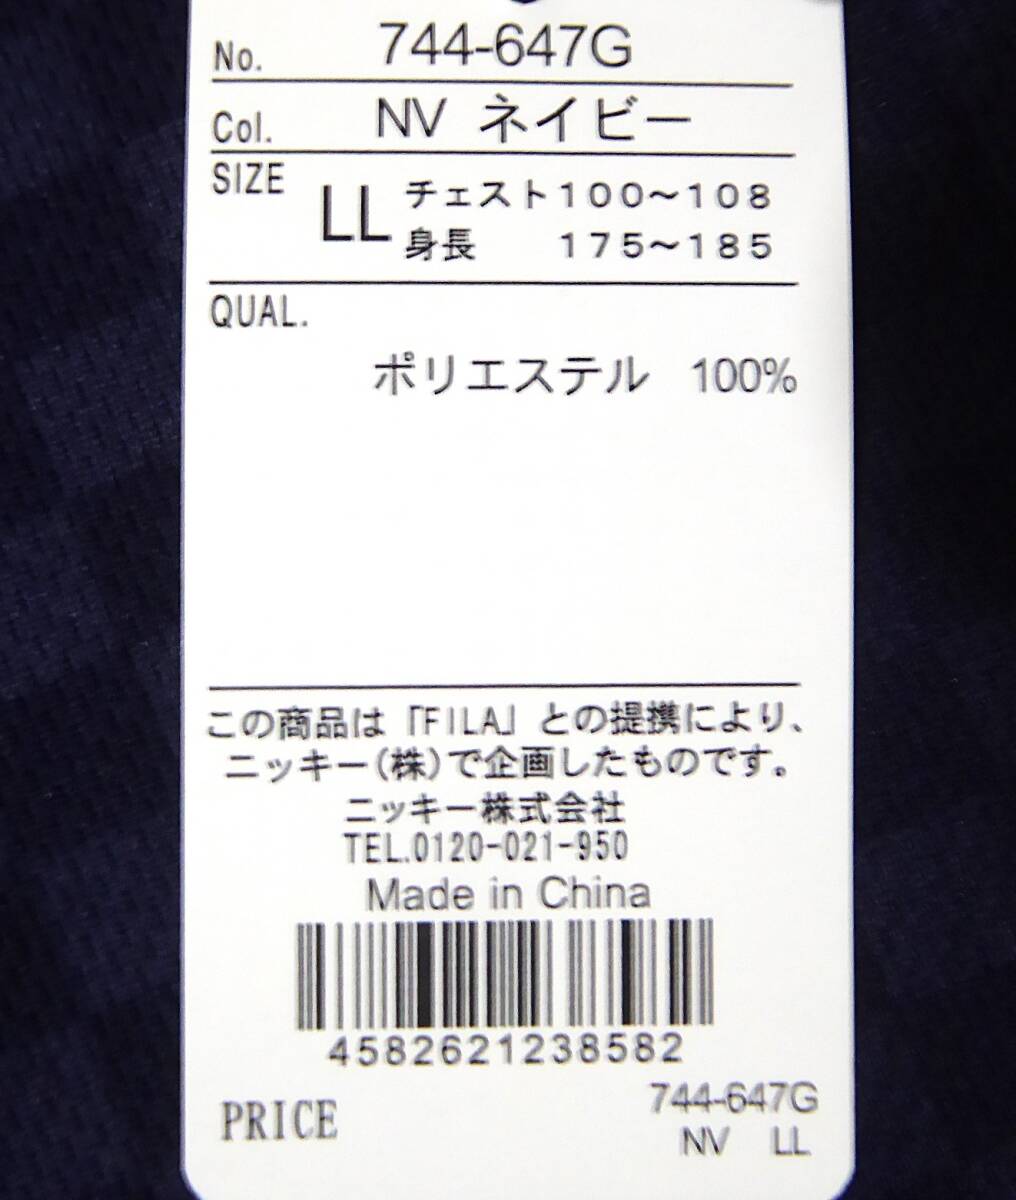 No. 744-647G
Col. NV ネイビー
SIZE LL チェスト100〜108
身長 175〜185
QUAL.
ポリエステル 100%
この商品は「FILA」との提携により、
ニッキー(株)で企画したものです。
ニッキー株式会社
TEL.0120-021-950
Made in China
4582621238582
PRICE 744-647G
NV LL